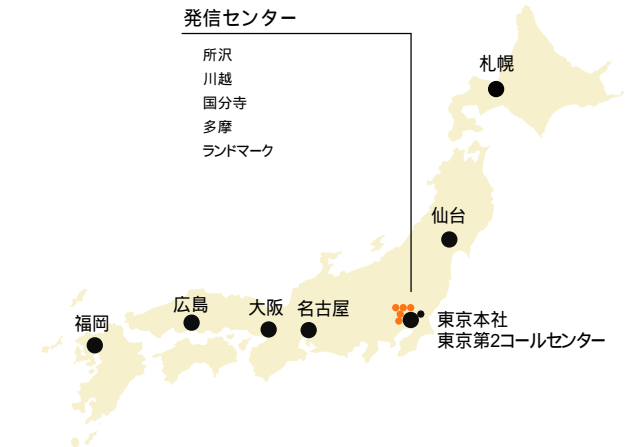 発信センター
所沢
川越
国分寺
多摩
ランドマーク
札幌
仙台
広島
大阪
名古屋
福岡
東京本社
東京第2コールセンター